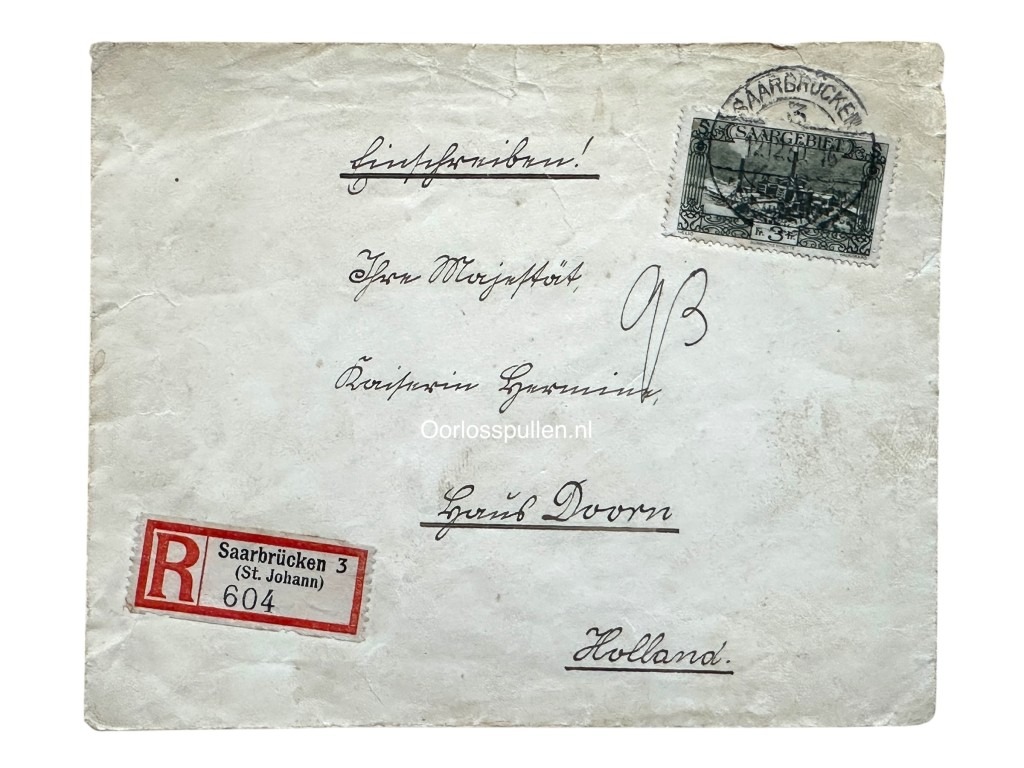 SAARBRÜCKEN
3
SAARGEBIET
Fr. 3 Fr.
Einschreiben!
Ihre Majestät,
Kaiserin Hermine,
Oorlosspullen.nl
Haus Doorn
R Saarbrücken 3
(St. Johann)
604
Holland.